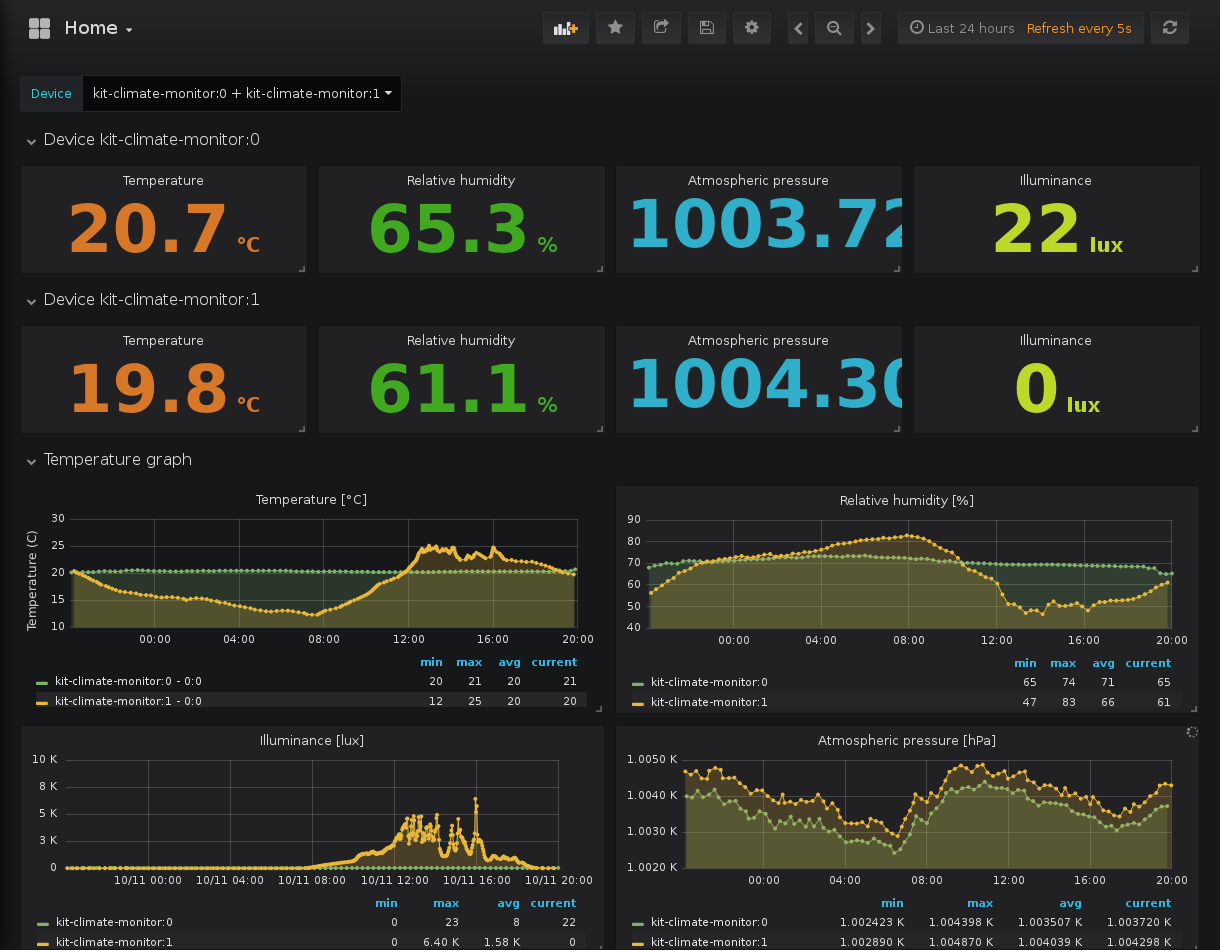 Home
Last 24 hours Refresh every 5s
Device kit-climate-monitor:0 + kit-climate-monitor:1
Device kit-climate-monitor:0
Temperature Relative humidity Atmospheric pressure Illuminance
20.7 °C 65.3 % 1003.72 22 lux
Device kit-climate-monitor:1
Temperature Relative humidity Atmospheric pressure Illuminance
19.8 °C 61.1 % 1004.30 0 lux
Temperature graph
Temperature [°C]
Temperature (C)
30
25
20
15
10
00:00 04:00 08:00 12:00 16:00 20:00
min max avg current
kit-climate-monitor:0 - 0:0 20 21 20 21
kit-climate-monitor:1 - 0:0 12 25 20 20
Relative humidity [%]
90
80
70
60
50
40
00:00 04:00 08:00 12:00 16:00 20:00
min max avg current
kit-climate-monitor:0 65 74 71 65
kit-climate-monitor:1 47 83 66 61
Illuminance [lux]
10 K
8 K
5 K
3 K
0
10/11 00:00 10/11 04:00 10/11 08:00 10/11 12:00 10/11 16:00 10/11 20:00
min max avg current
kit-climate-monitor:0 0 23 8 22
kit-climate-monitor:1 0 6.40 K 1.58 K 0
Atmospheric pressure [hPa]
1.0050 K
1.0040 K
1.0030 K
1.0020 K
00:00 04:00 08:00 12:00 16:00 20:00
min max avg current
kit-climate-monitor:0 1.002423 K 1.004398 K 1.003507 K 1.003720 K
kit-climate-monitor:1 1.002890 K 1.004870 K 1.004039 K 1.004298 K